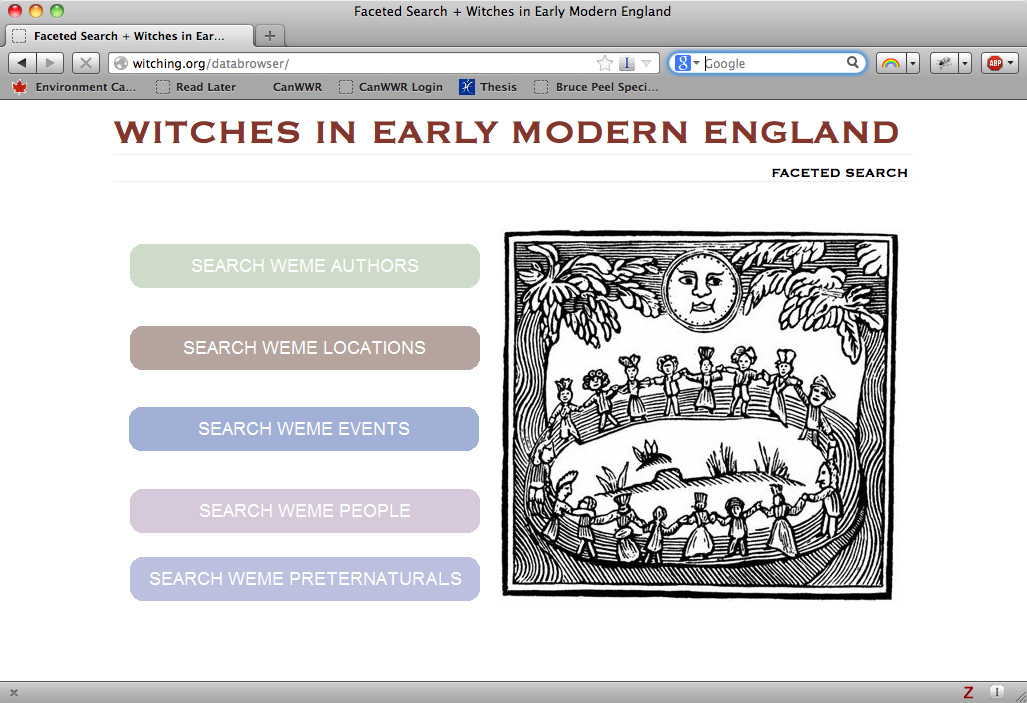 Faceted Search + Witches in Early Modern England
Faceted Search + Witches in Ear...
witching.org/databrowser/
Google
ABP
Environment Ca...
Read Later
CanWWR
CanWWR Login
Thesis
Bruce Peel Speci...
WITCHES IN EARLY MODERN ENGLAND
FACETED SEARCH
SEARCH WEME AUTHORS
SEARCH WEME LOCATIONS
SEARCH WEME EVENTS
SEARCH WEME PEOPLE
SEARCH WEME PRETERNATURALS
Z I